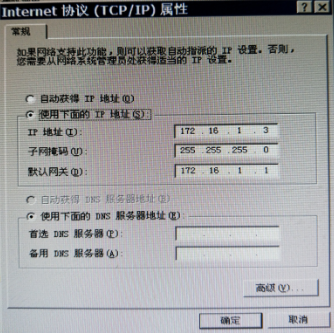 Internet 协议 (TCP/IP) 属性
常规
如果网络支持此功能，则可以获取自动指派的 IP 设置。否则，
您需要从网络系统管理员处获得适当的 IP 设置。
自动获得 IP 地址(O)
使用下面的 IP 地址(S):
IP 地址(I): 172 . 16 . 1 . 3
子网掩码(U): 255 .255 .255 . 0
默认网关(D): 172 . 16 . 1 . 1
自动获得 DNS 服务器地址(B)
使用下面的 DNS 服务器地址(E):
首选 DNS 服务器(P): . . .
备用 DNS 服务器(A): . . .
高级(V)...
确定 取消